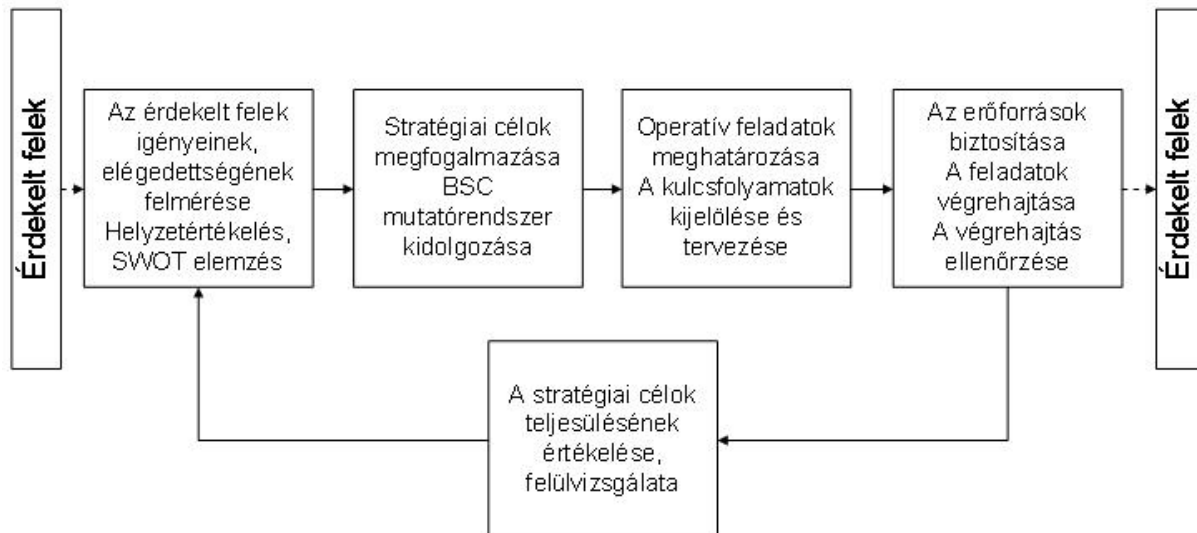 Érdekelt felek
Az érdekelt felek
igényeinek,
elégedettségének
felmérése
Helyzetértékelés,
SWOT elemzés
Stratégiai célok
megfogalmazása
BSC
mutatórendszer
kidolgozása
Operatív feladatok
meghatározása
A kulcsfolyamatok
kijelölése és
tervezése
Az erőforrások
biztosítása
A feladatok
végrehajtása
A végrehajtás
ellenőrzése
Érdekelt felek
A stratégiai célok
teljesülésének
értékelése,
felülvizsgálata